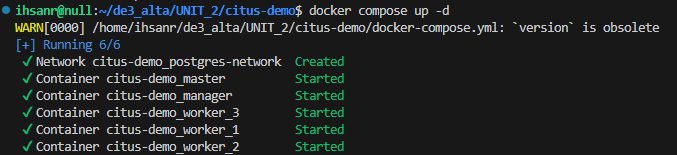 ihsanr@null:~/de3_alta/UNIT_2/citus-demo$ docker compose up -d
WARN[0000] /home/ihsanr/de3_alta/UNIT_2/citus-demo/docker-compose.yml: `version` is obsolete
[+] Running 6/6
✓ Network citus-demo_postgres-network Created
✓ Container citus-demo_master Started
✓ Container citus-demo_manager Started
✓ Container citus-demo_worker_3 Started
✓ Container citus-demo_worker_1 Started
✓ Container citus-demo_worker_2 Started